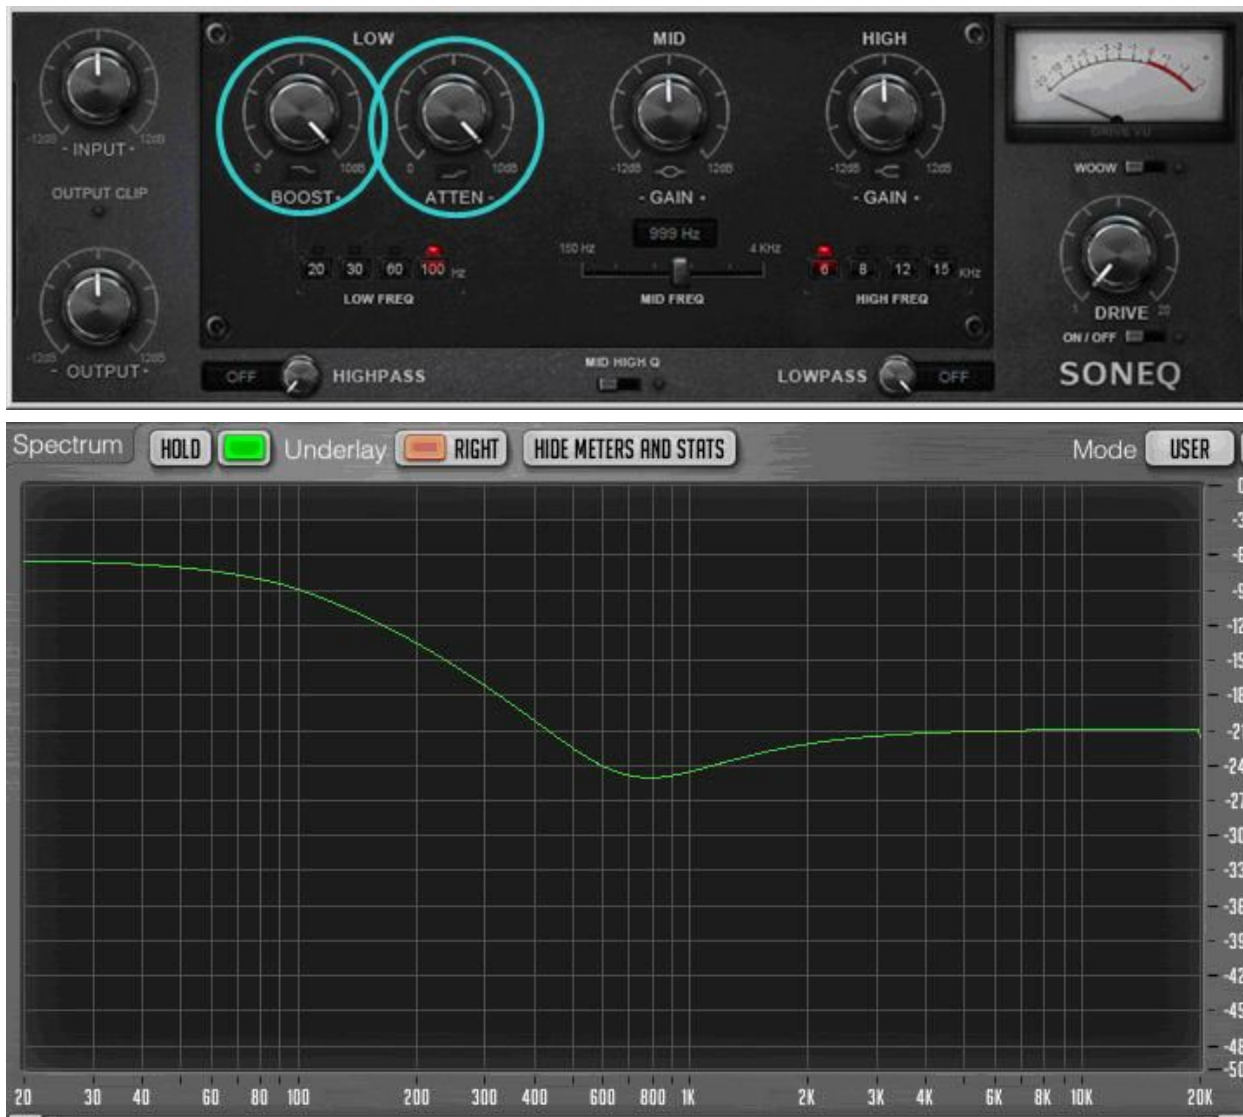 LOW
MID
HIGH
-12dB
12dB
- INPUT -
0
10dB
0
10dB
-12dB
12dB
-12dB
12dB
DRIVE VU
WOOW
BOOST -
ATTEN -
- GAIN -
- GAIN -
OUTPUT CLIP
999 Hz
150 Hz
4 KHz
20 30 60 100 Hz
6 8 12 15 KHz
LOW FREQ
MID FREQ
HIGH FREQ
1
20
DRIVE
ON / OFF
-12dB
12dB
- OUTPUT -
OFF
HIGHPASS
MID HIGH Q
LOWPASS
OFF
SONEQ
Spectrum
HOLD
Underlay
RIGHT
HIDE METERS AND STATS
Mode
USER
-9
-12
-15
-18
-21
-24
-27
-30
-33
-39
-42
-45
-48
20 30 40 60 80 100 200 300 400 600 800 1K 2K 3K 4K 6K 8K 10K 20K